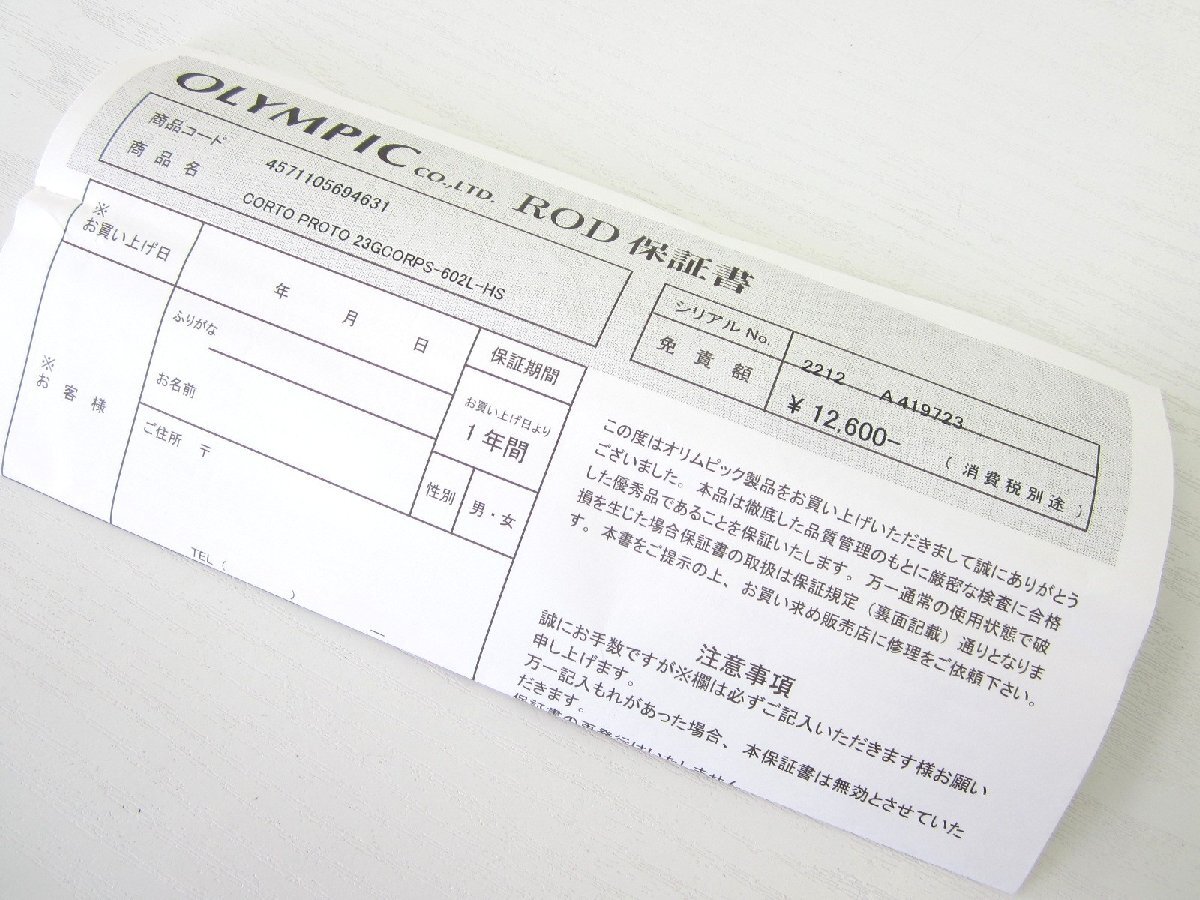 OLYMPIC CO.,LTD. ROD 保証書
商品コード 4571105694631
商品名 CORTO PROTO 23GCORPS-602L-HS
シリアル No. 2212 A419723
免責額 ¥12,600- (消費税別途)
※
お買い上げ日
年 月 日
※
お客様
ふりがな
お名前
ご住所 〒
TEL ( ) ー
保証期間
お買い上げ日より
1年間
性別 男・女
この度はオリムピック製品をお買い上げいただきまして誠にありがとう
ございました。本品は徹底した品質管理のもとに厳密な検査に合格
した優秀品であることを保証いたします。万一通常の使用状態で破
損を生じた場合保証書の取扱は保証規定(裏面記載)通りとなりま
す。本書をご提示の上、お買い求め販売店に修理をご依頼下さい。
注意事項
誠にお手数ですが※欄は必ずご記入いただきます様お願い
申し上げます。
万一記入もれがあった場合、本保証書は無効とさせていた
だきます。
保証書の再発行はいたしません